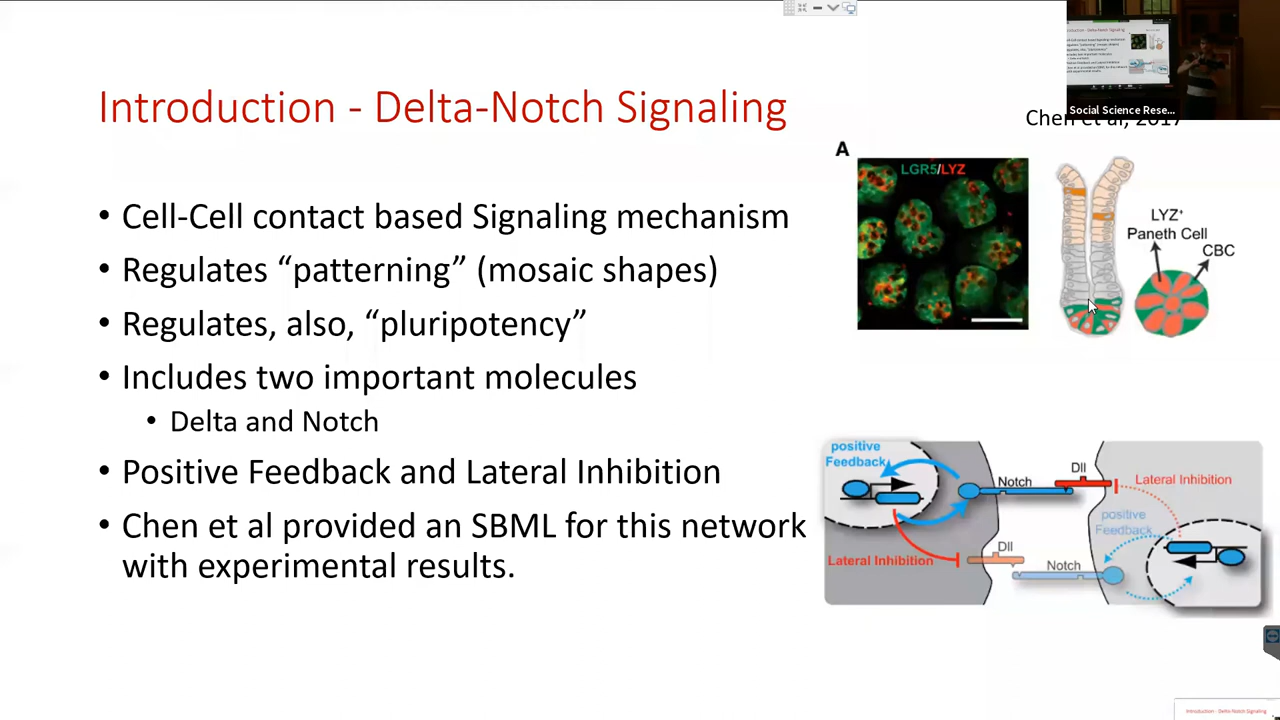 Introduction - Delta-Notch Signaling
Social Science Rese...
Chen et al, 2017
• Cell-Cell contact based Signaling mechanism
• Regulates “patterning” (mosaic shapes)
• Regulates, also, “pluripotency”
• Includes two important molecules
• Delta and Notch
• Positive Feedback and Lateral Inhibition
• Chen et al provided an SBML for this network
with experimental results.
A
LGR5/LYZ
LYZ+
Paneth Cell
CBC
positive
Feedback
Notch
Dll
Lateral Inhibition
positive
Feedback
Lateral Inhibition
Dll
Notch
Introduction - Delta-Notch Signaling